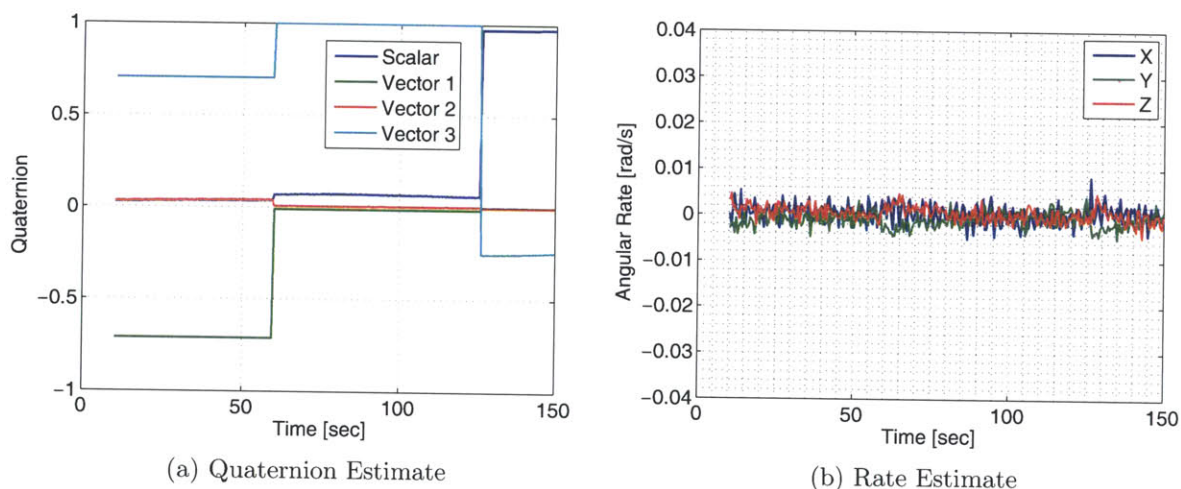 1
0.5
0
−0.5
−1
Quaternion
Scalar
Vector 1
Vector 2
Vector 3
0
50
100
150
Time [sec]
(a) Quaternion Estimate
0.04
0.03
0.02
0.01
0
−0.01
−0.02
−0.03
−0.04
Angular Rate [rad/s]
X
Y
Z
0
50
100
150
Time [sec]
(b) Rate Estimate